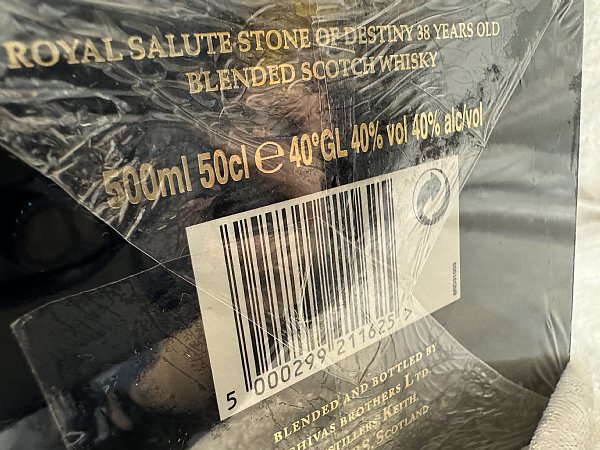 ROYAL SALUTE STONE OF DESTINY 38 YEARS OLD
BLENDED SCOTCH WHISKY
500ml 50cl e 40°GL 40% vol 40% alc/vol
5 000299 211625 >
BLENDED AND BOTTLED BY
CHIVAS BROTHERS LTD
KEITH,
SCOTLAND